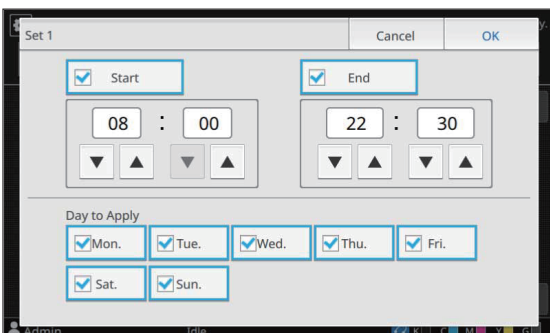 Set 1 Cancel OK
Start End
08 : 00 22 : 30
Day to Apply
Mon. Tue. Wed. Thu. Fri.
Sat. Sun.
Admin Idle K C M Y G